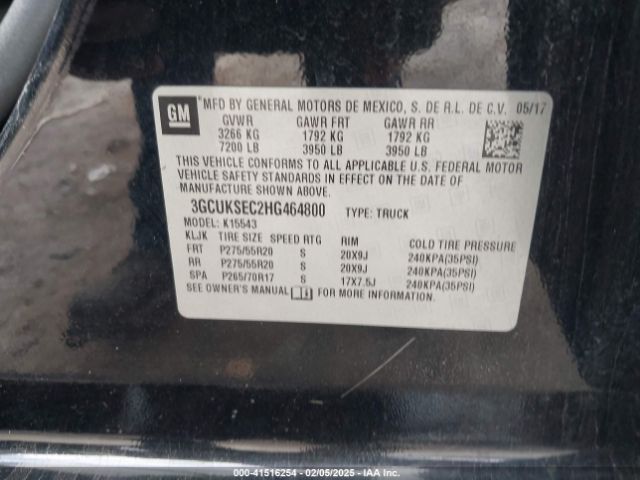 GM
MFD BY GENERAL MOTORS DE MEXICO, S. DE R.L. DE C.V. 05/17
GVWR GAWR FRT GAWR RR
3266 KG 1792 KG 1792 KG
7200 LB 3950 LB 3950 LB
THIS VEHICLE CONFORMS TO ALL APPLICABLE U.S. FEDERAL MOTOR
VEHICLE SAFETY STANDARDS IN EFFECT ON THE DATE OF
MANUFACTURE SHOWN ABOVE.
3GCUKSEC2HG464800 TYPE: TRUCK
MODEL: K15543
KLJK TIRE SIZE SPEED RTG RIM COLD TIRE PRESSURE
FRT P275/55R20 S 20X9J 240KPA(35PSI)
RR P275/55R20 S 20X9J 240KPA(35PSI)
SPA P265/70R17 S 17X7.5J 240KPA(35PSI)
SEE OWNER'S MANUAL FOR MORE INFORMATION.
© 41516254 - 02/05/2025 - IAA Inc.